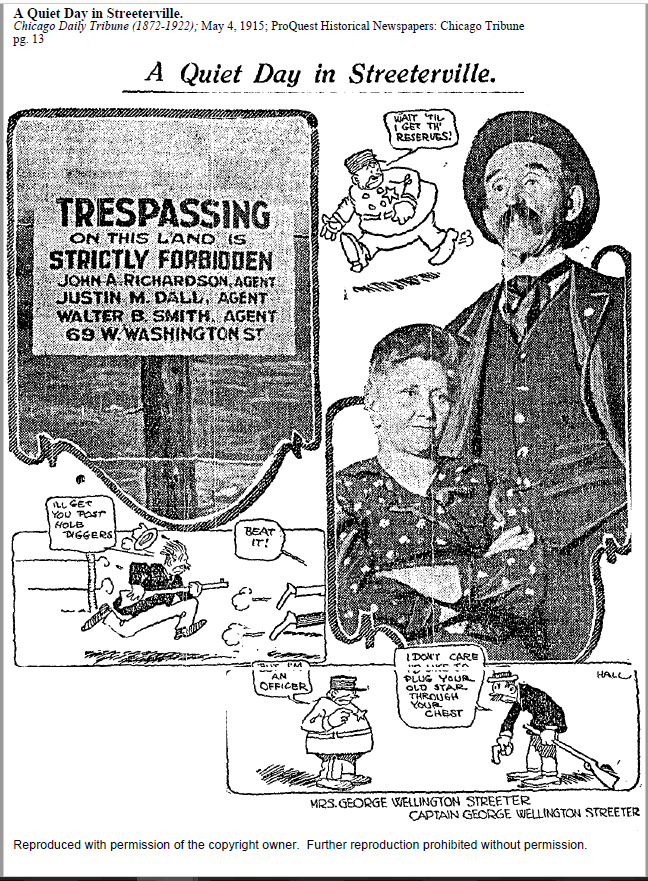 A Quiet Day in Streeterville.
Chicago Daily Tribune (1872-1922); May 4, 1915; ProQuest Historical Newspapers: Chicago Tribune
pg. 13
A Quiet Day in Streeterville.
WAIT 'TIL
I GET TH'
RESERVES!
TRESPASSING
ON THIS LAND IS
STRICTLY FORBIDDEN
JOHN A. RICHARDSON, AGENT
JUSTIN M. DALL, AGENT
WALTER B. SMITH, AGENT
69 W. WASHINGTON ST
I'LL GET
YOU POST
HOLE
DIGGERS
BEAT
IT!
BUT I'M
AN
OFFICER
I DON'T CARE
I'D LIKE TO
PLUG YOUR
OLD STAR
THROUGH
YOUR
CHEST
HALL
MRS. GEORGE WELLINGTON STREETER
CAPTAIN GEORGE WELLINGTON STREETER
Reproduced with permission of the copyright owner. Further reproduction prohibited without permission.